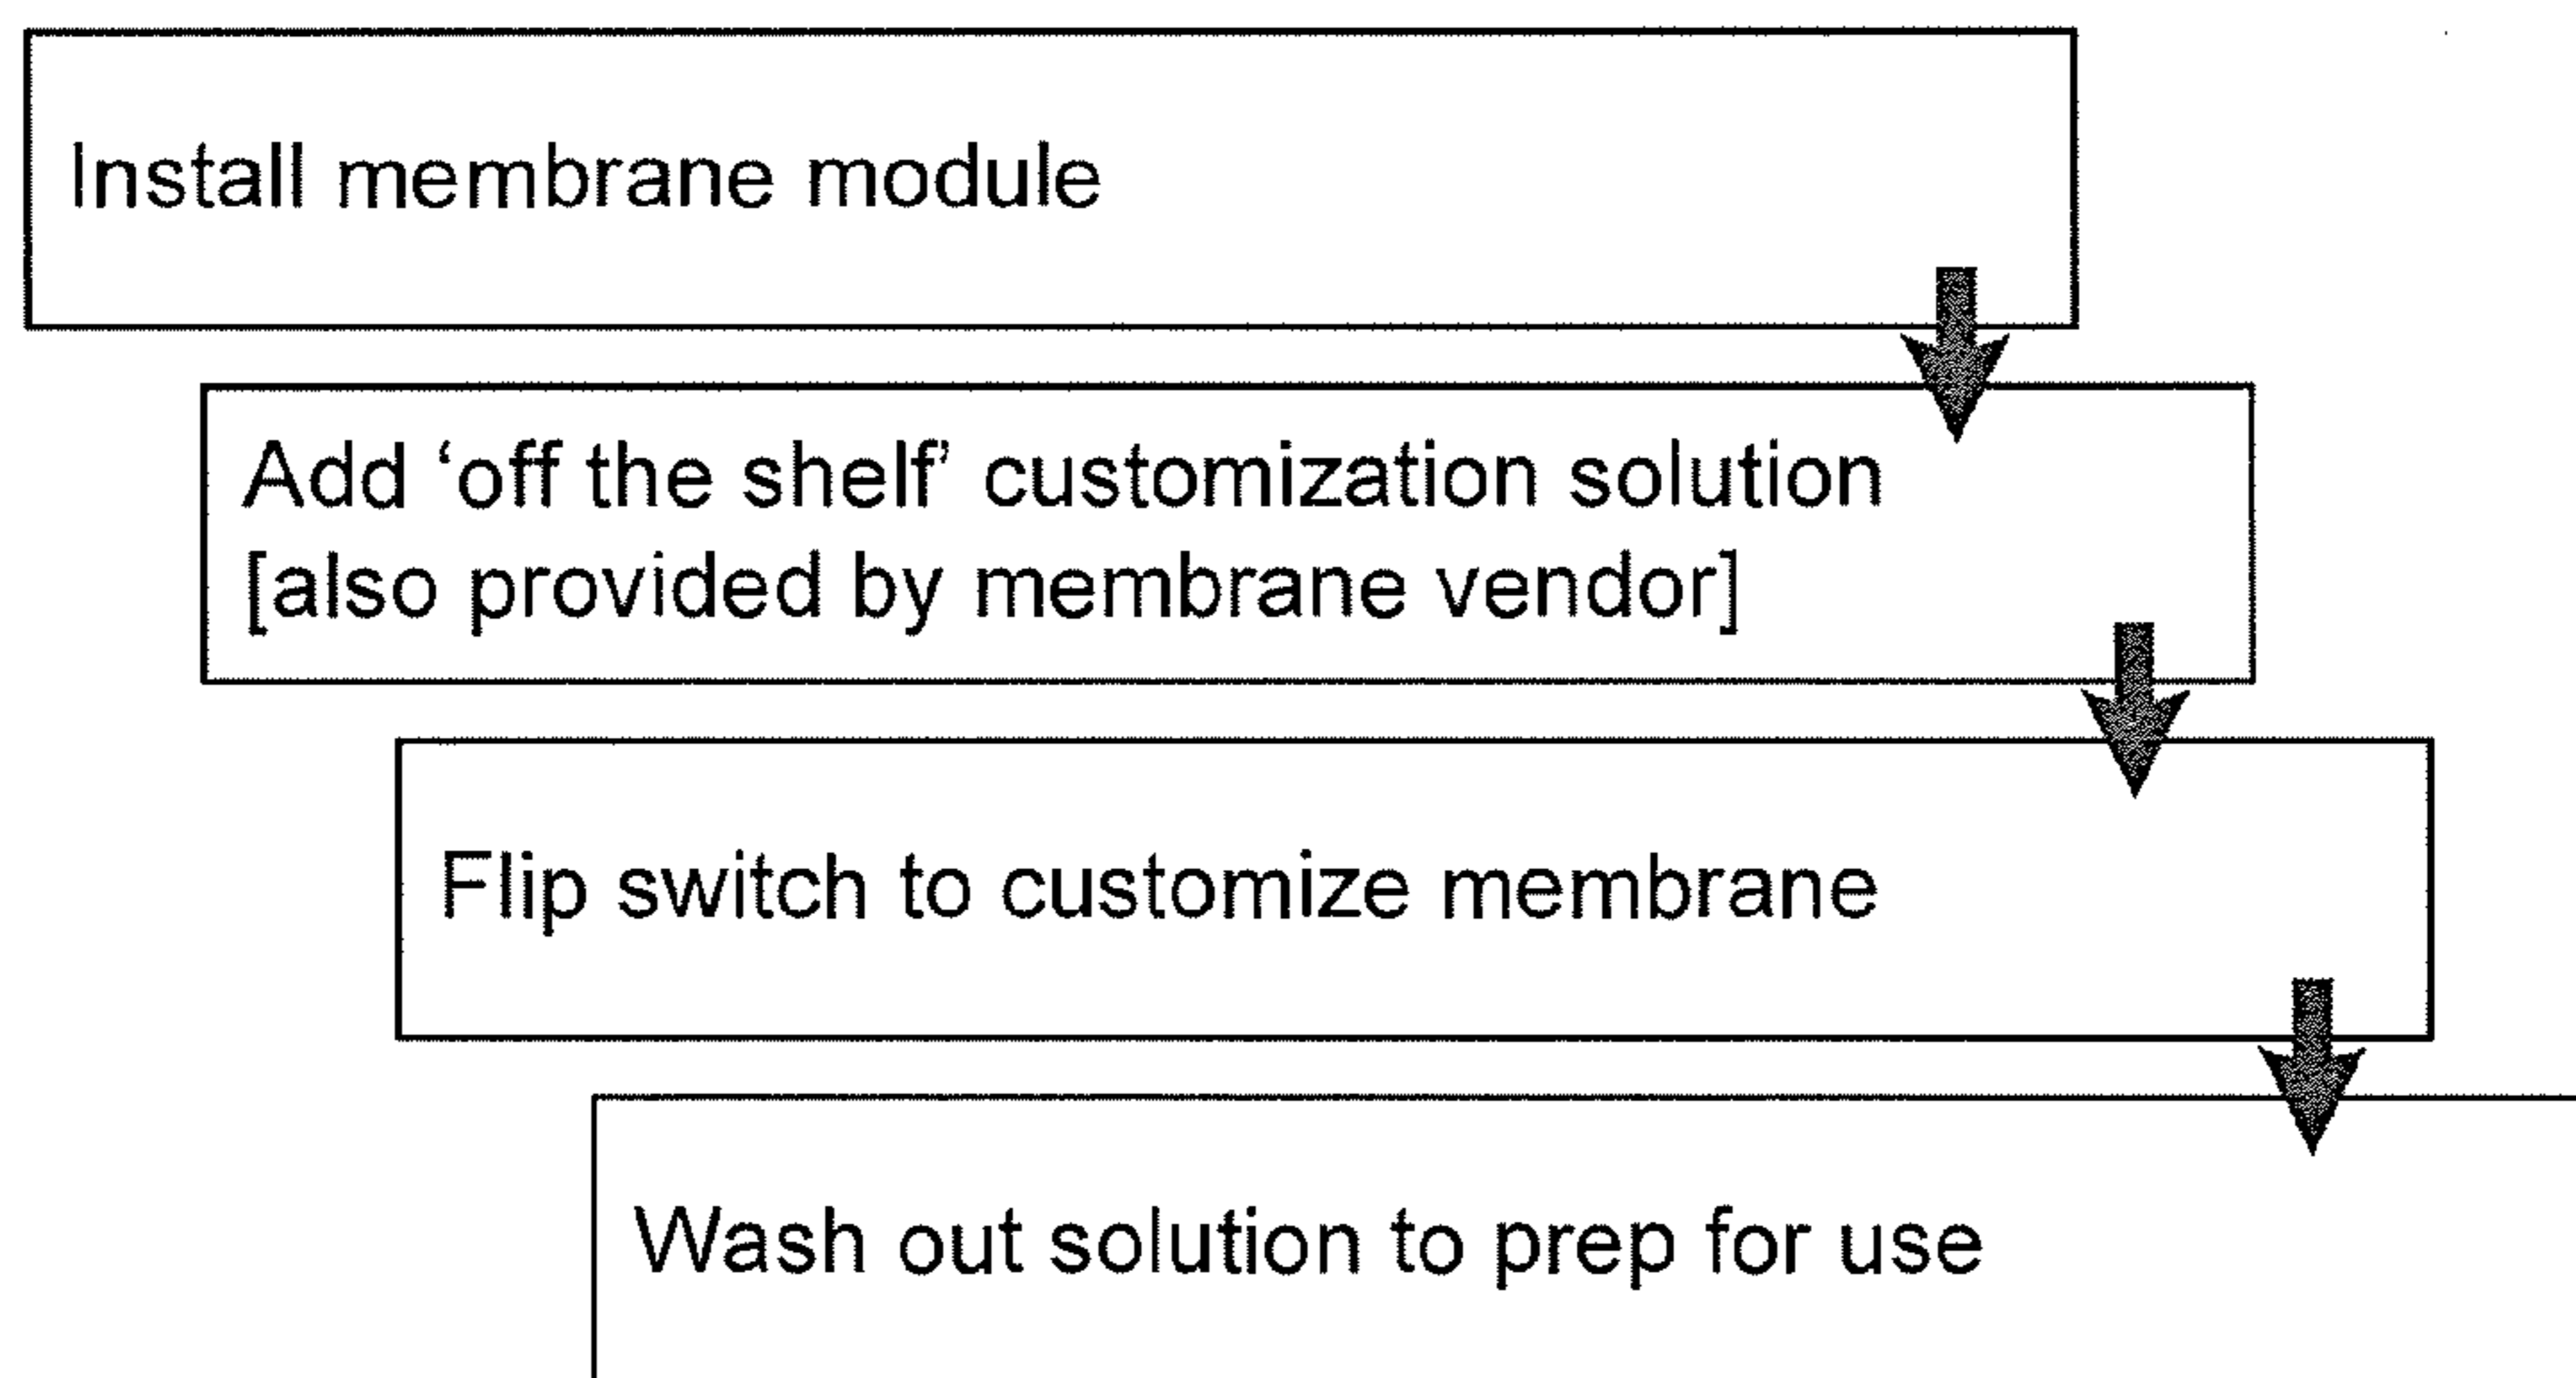 Install membrane module
Add ‘off the shelf’ customization solution
[also provided by membrane vendor]
Flip switch to customize membrane
Wash out solution to prep for use